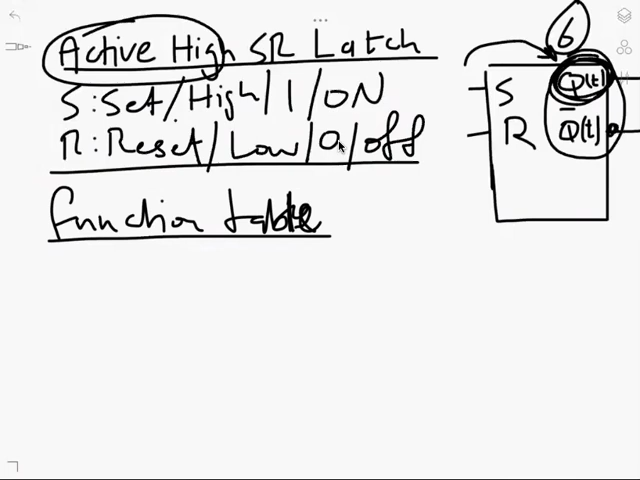 Active High SR Latch
S:Set/High/1/ON
R:Reset/Low/0/off
function table
6
S Q(t)
R Q̅(t)